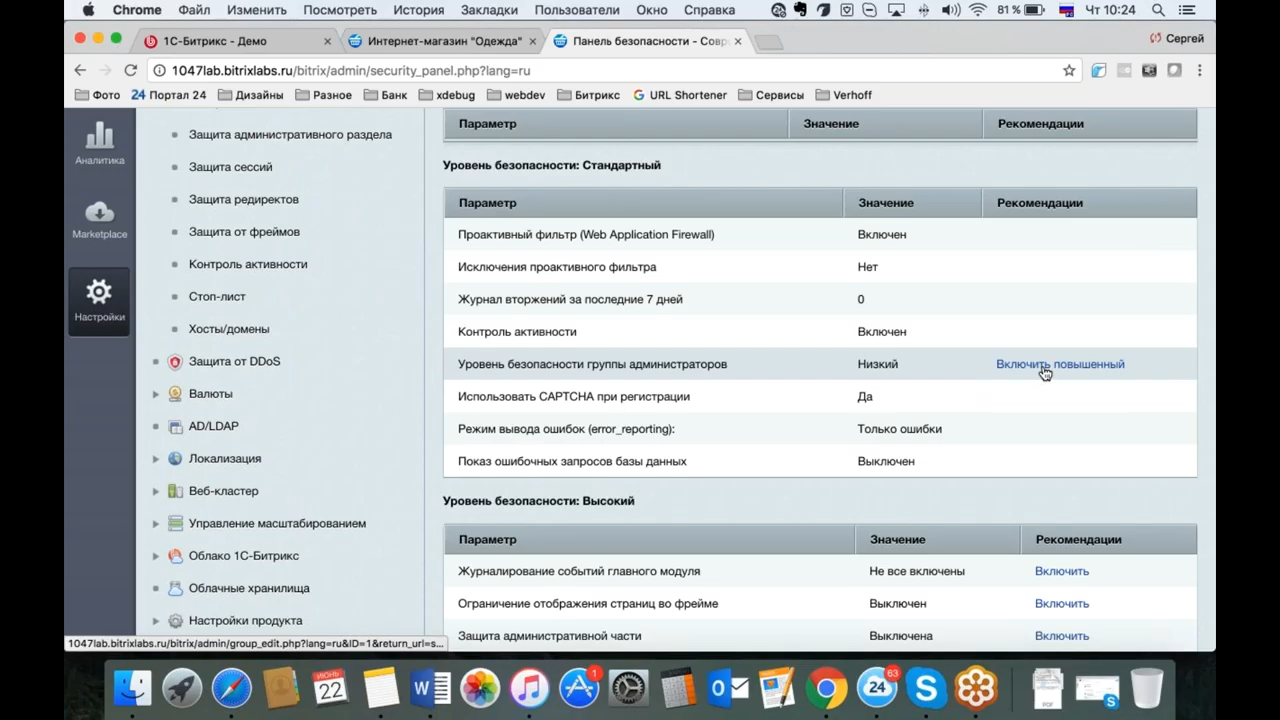 Chrome Файл Изменить Посмотреть История Закладки Пользователи Окно Справка 81 % Чт 10:24
1С-Битрикс - Демо
Интернет-магазин "Одежда"
Панель безопасности - Совр
Сергей
1047lab.bitrixlabs.ru/bitrix/admin/security_panel.php?lang=ru
Фото 24 Портал 24 Дизайны Разное Банк xdebug webdev Битрикс URL Shortener Сервисы Verhoff
Аналитика
Marketplace
Настройки
Защита административного раздела
Защита сессий
Защита редиректов
Защита от фреймов
Контроль активности
Стоп-лист
Хосты/домены
Защита от DDoS
Валюты
AD/LDAP
Локализация
Веб-кластер
Управление масштабированием
Облако 1С-Битрикс
Облачные хранилища
Настройки продукта
1047lab.bitrixlabs.ru/bitrix/admin/group_edit.php?lang=ru&ID=1&return_url=s...
Параметр Значение Рекомендации
Уровень безопасности: Стандартный
Параметр Значение Рекомендации
Проактивный фильтр (Web Application Firewall) Включен
Исключения проактивного фильтра Нет
Журнал вторжений за последние 7 дней 0
Контроль активности Включен
Уровень безопасности группы администраторов Низкий Включить повышенный
Использовать CAPTCHA при регистрации Да
Режим вывода ошибок (error_reporting): Только ошибки
Показ ошибочных запросов базы данных Выключен
Уровень безопасности: Высокий
Параметр Значение Рекомендации
Журналирование событий главного модуля Не все включены Включить
Ограничение отображения страниц во фрейме Выключен Включить
Защита административной части Выключена Включить
ИЮНЬ
22
1
24
63
PDF